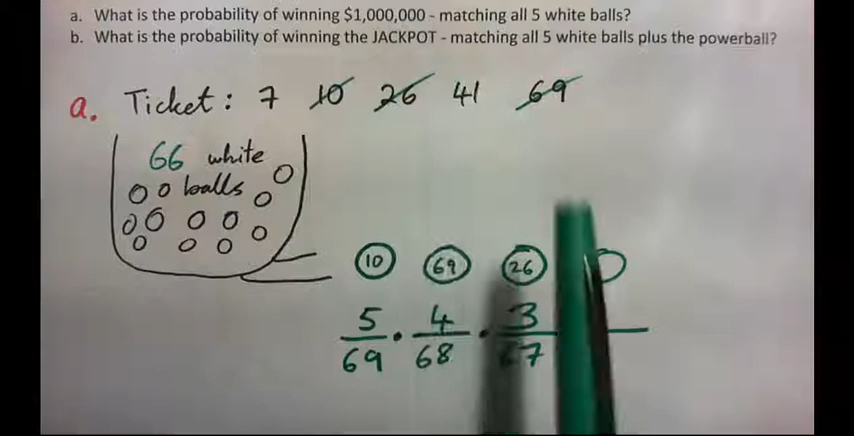 a. What is the probability of winning $1,000,000 - matching all 5 white balls?
b. What is the probability of winning the JACKPOT - matching all 5 white balls plus the powerball?
a. Ticket: 7 10 26 41 69
66 white
balls
10 69 26
5/69 · 4/68 · 3/67